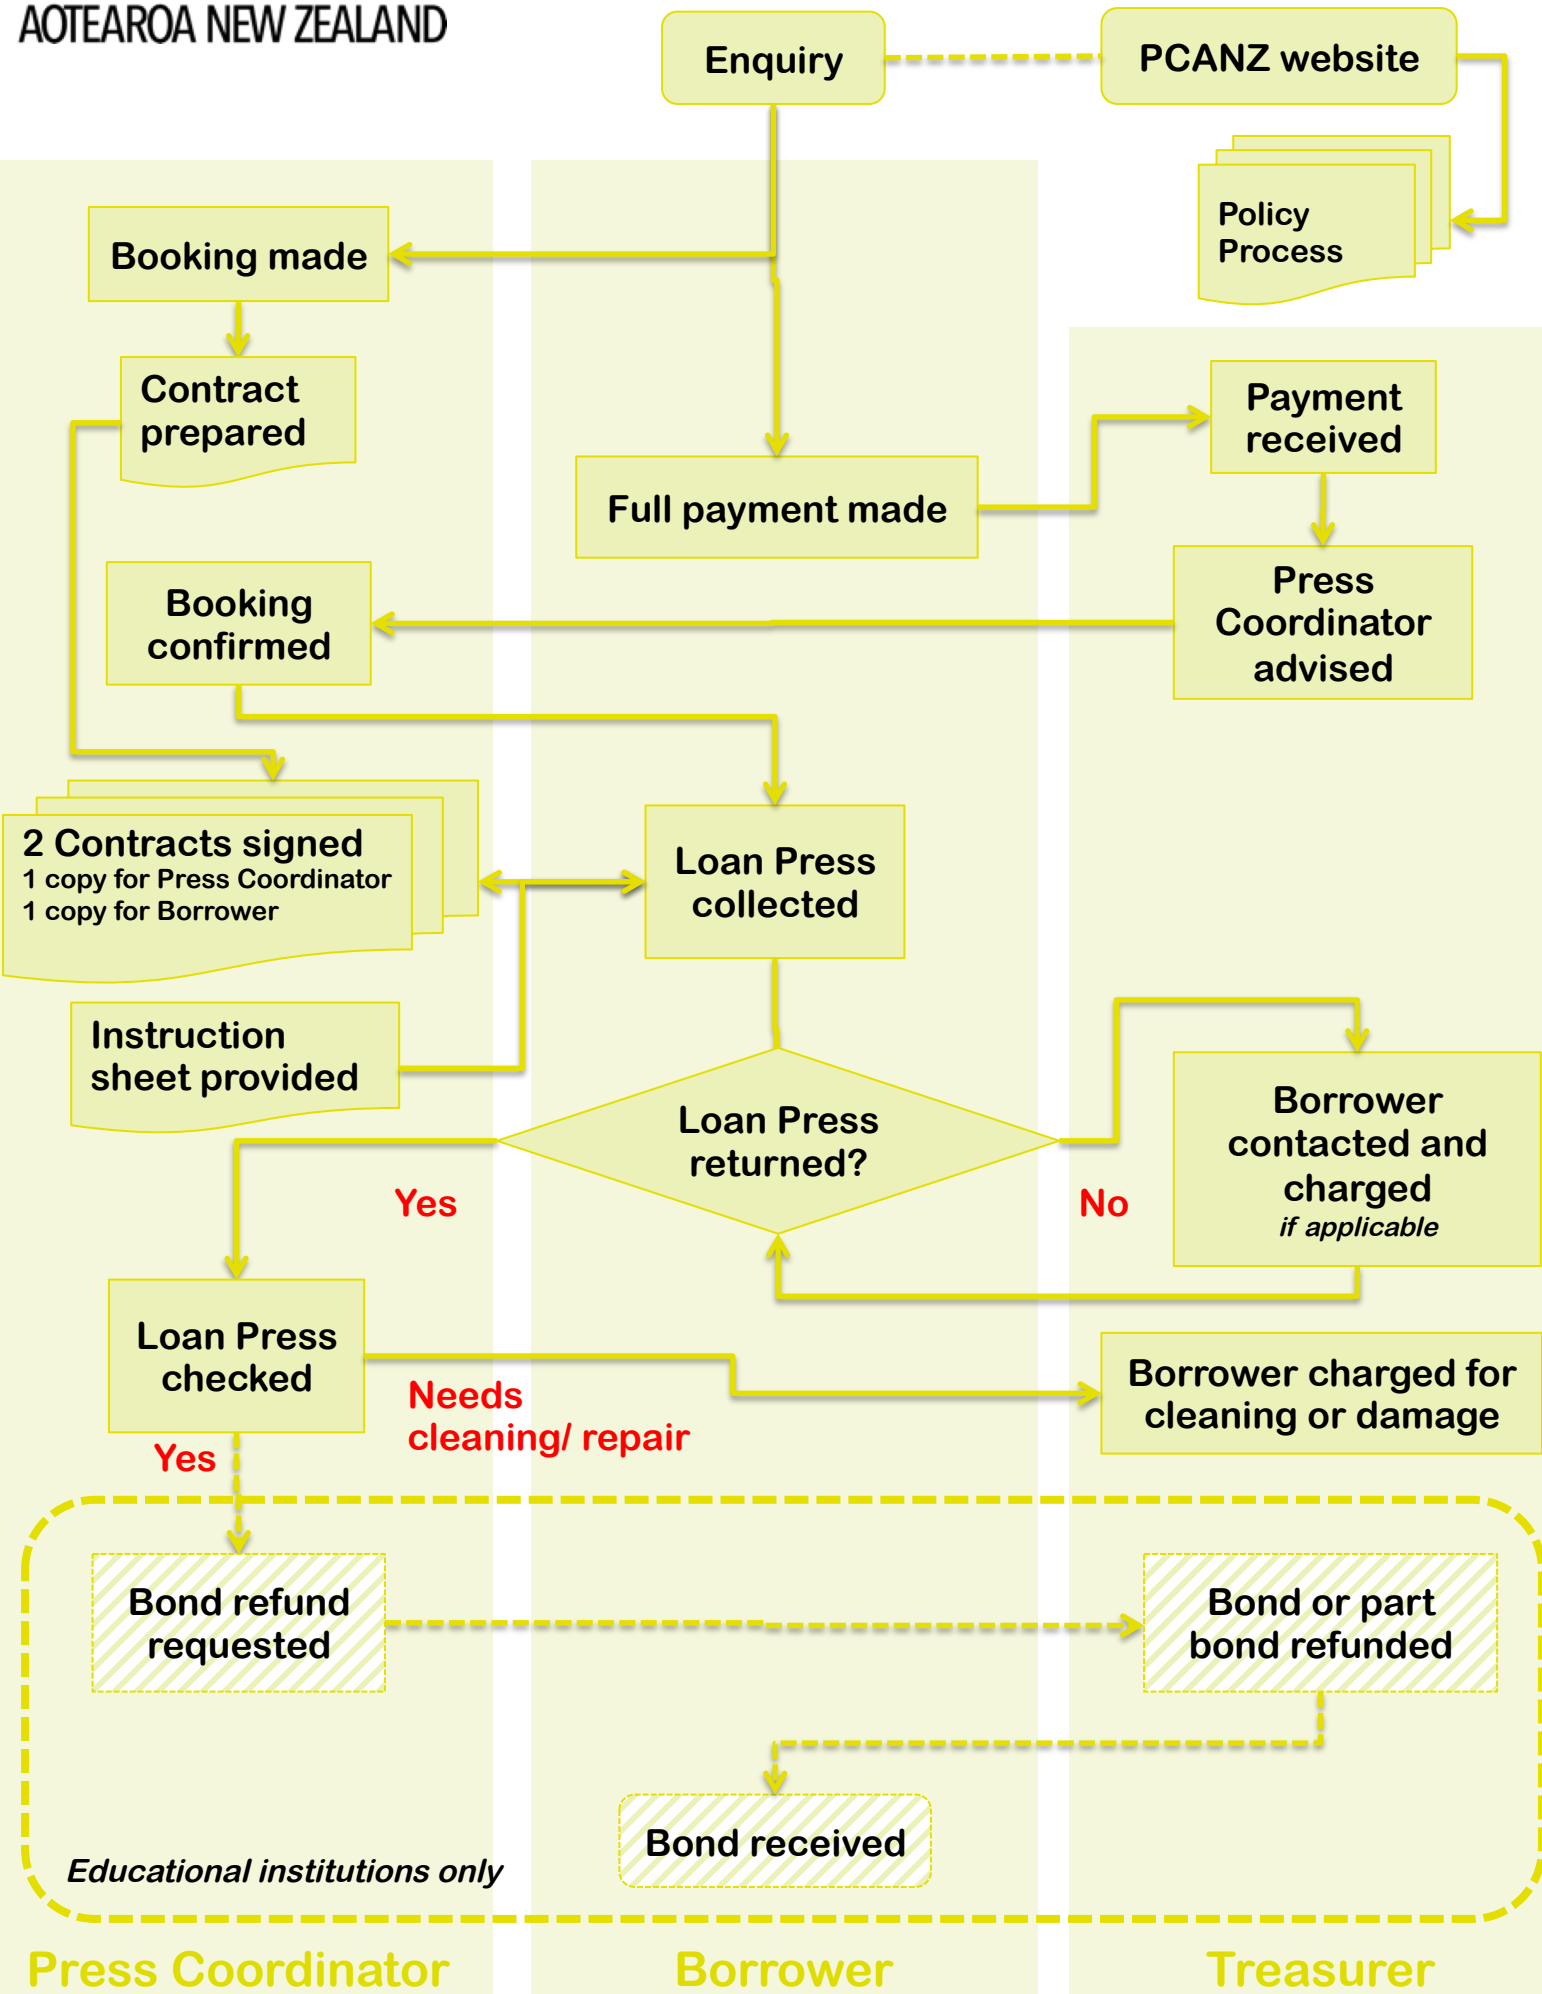 AOTEAROA NEW ZEALAND
Enquiry
PCANZ website
Policy
Process
Booking made
Contract
prepared
Payment
received
Full payment made
Booking
confirmed
Press
Coordinator
advised
2 Contracts signed
1 copy for Press Coordinator
1 copy for Borrower
Loan Press
collected
Instruction
sheet provided
Loan Press
returned?
Yes
No
Borrower
contacted and
charged
if applicable
Loan Press
checked
Needs
cleaning/ repair
Borrower charged for
cleaning or damage
Yes
Bond refund
requested
Bond or part
bond refunded
Bond received
Educational institutions only
Press Coordinator
Borrower
Treasurer